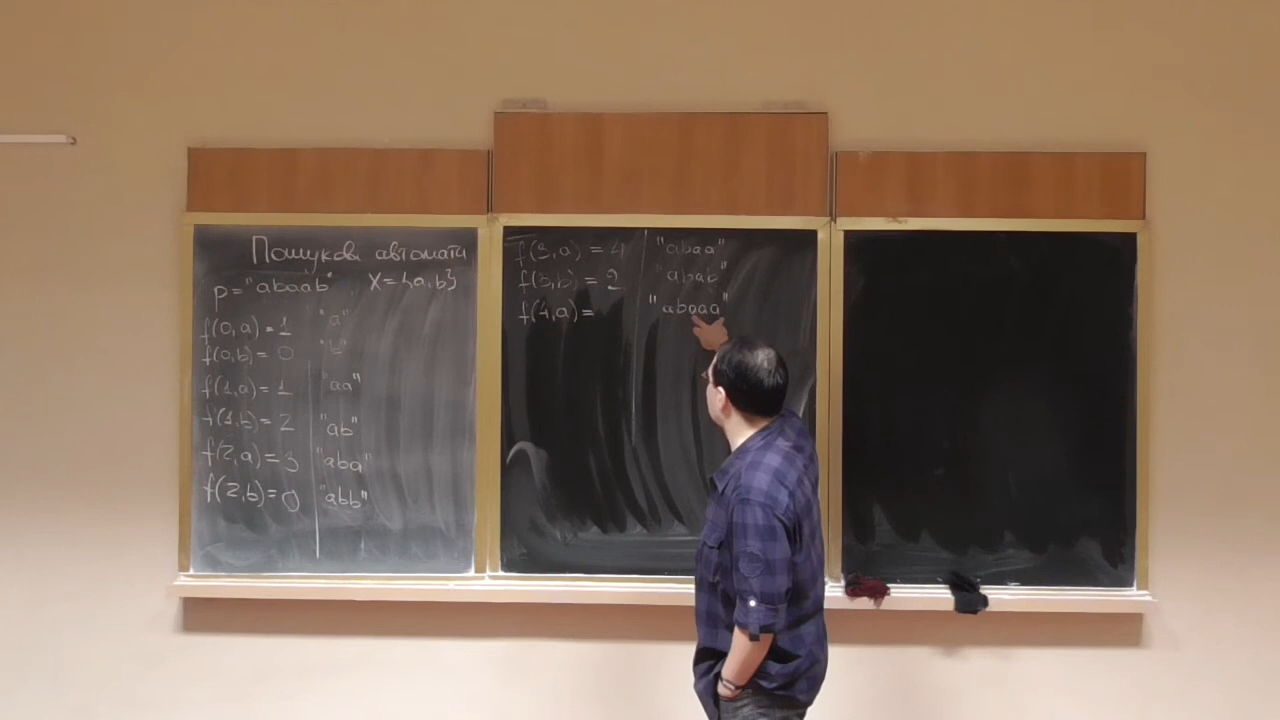 Пошукові автомати
p="abaab" X={a,b}
f(0,a)=1 "a"
f(0,b)=0 "b"
f(1,a)=1 "aa"
f(1,b)=2 "ab"
f(2,a)=3 "aba"
f(2,b)=0 "abb"
f(3,a)=4 "abaa"
f(3,b)=2 "abab"
f(4,a)= "abaaa"